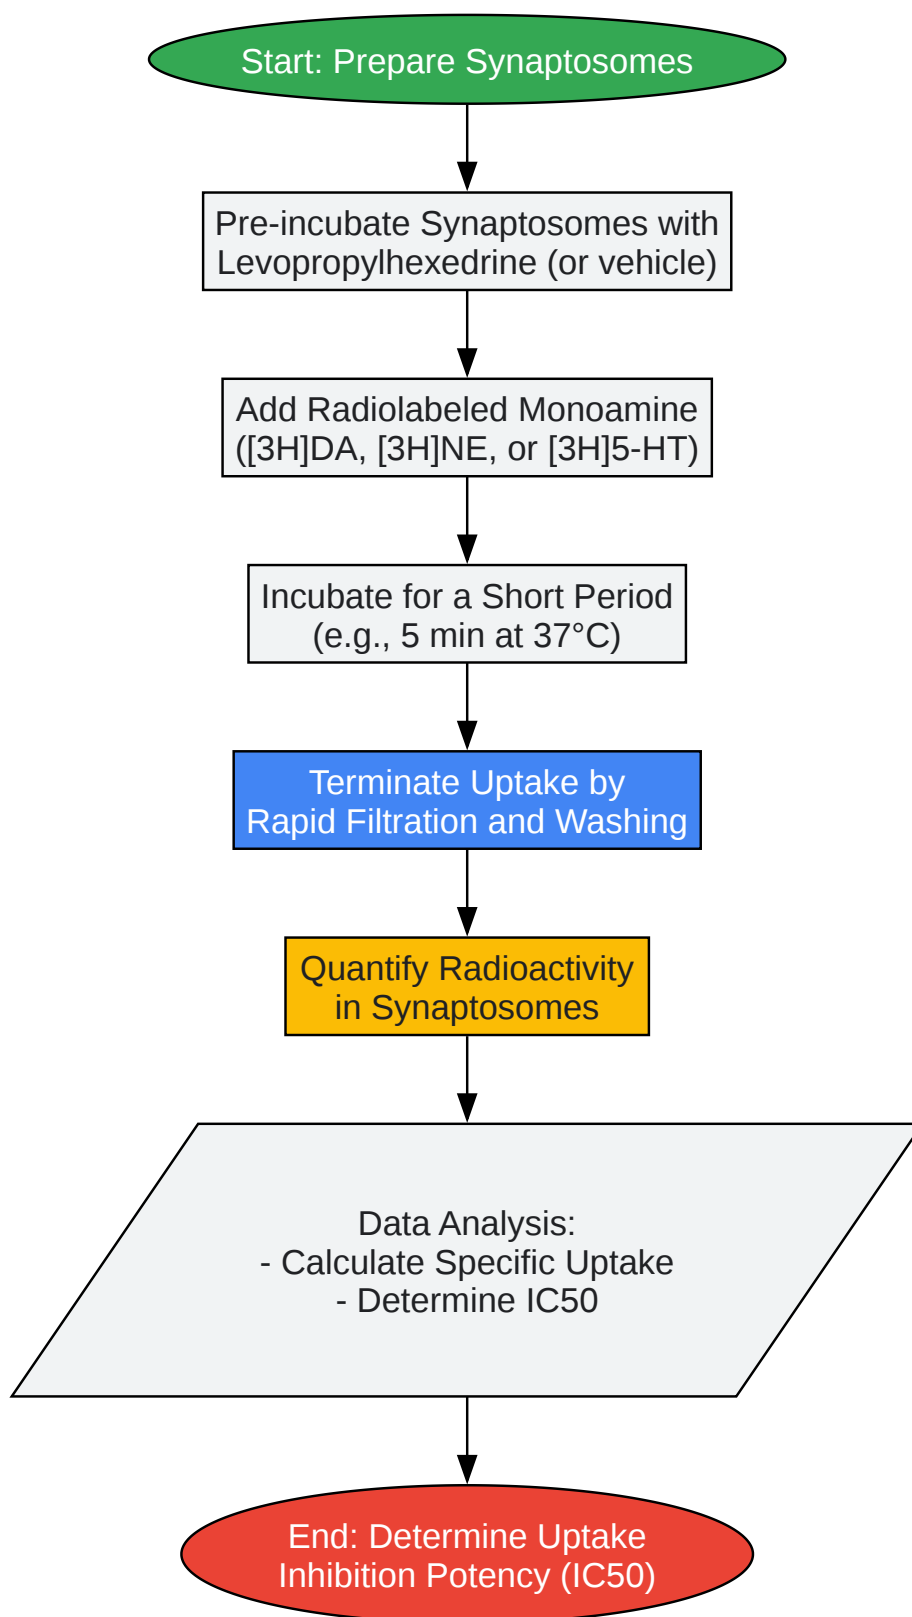 Start: Prepare Synaptosomes
Pre-incubate Synaptosomes with
Levopropylhexedrine (or vehicle)
Add Radiolabeled Monoamine
([3H]DA, [3H]NE, or [3H]5-HT)
Incubate for a Short Period
(e.g., 5 min at 37°C)
Terminate Uptake by
Rapid Filtration and Washing
Quantify Radioactivity
in Synaptosomes
Data Analysis:
- Calculate Specific Uptake
- Determine IC50
End: Determine Uptake
Inhibition Potency (IC50)